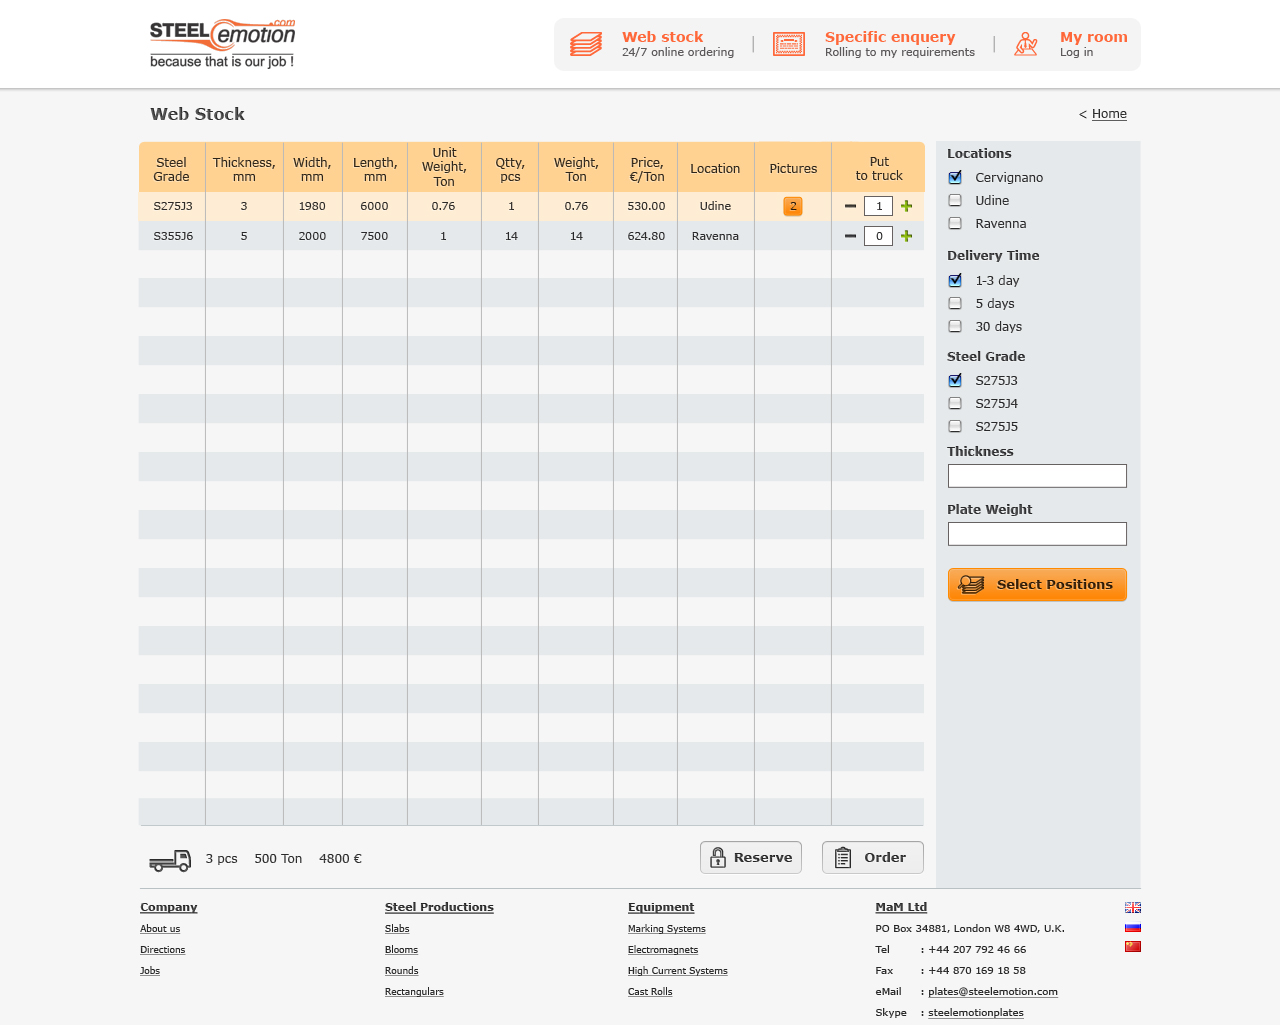 STEEL emotion .com
because that is our job !
Web stock
24/7 online ordering
Specific enquery
Rolling to my requirements
My room
Log in
Web Stock
< Home
Steel Grade
Thickness, mm
Width, mm
Length, mm
Unit Weight, Ton
Qtty, pcs
Weight, Ton
Price, €/Ton
Location
Pictures
Put to truck
S275J3 3 1980 6000 0.76 1 0.76 530.00 Udine 2 1
S355J6 5 2000 7500 1 14 14 624.80 Ravenna 0
Locations
Cervignano
Udine
Ravenna
Delivery Time
1-3 day
5 days
30 days
Steel Grade
S275J3
S275J4
S275J5
Thickness
Plate Weight
Select Positions
3 pcs 500 Ton 4800 €
Reserve
Order
Company
About us
Directions
Jobs
Steel Productions
Slabs
Blooms
Rounds
Rectangulars
Equipment
Marking Systems
Electromagnets
High Current Systems
Cast Rolls
MaM Ltd
PO Box 34881, London W8 4WD, U.K.
Tel : +44 207 792 46 66
Fax : +44 870 169 18 58
eMail : plates@steelemotion.com
Skype : steelemotionplates